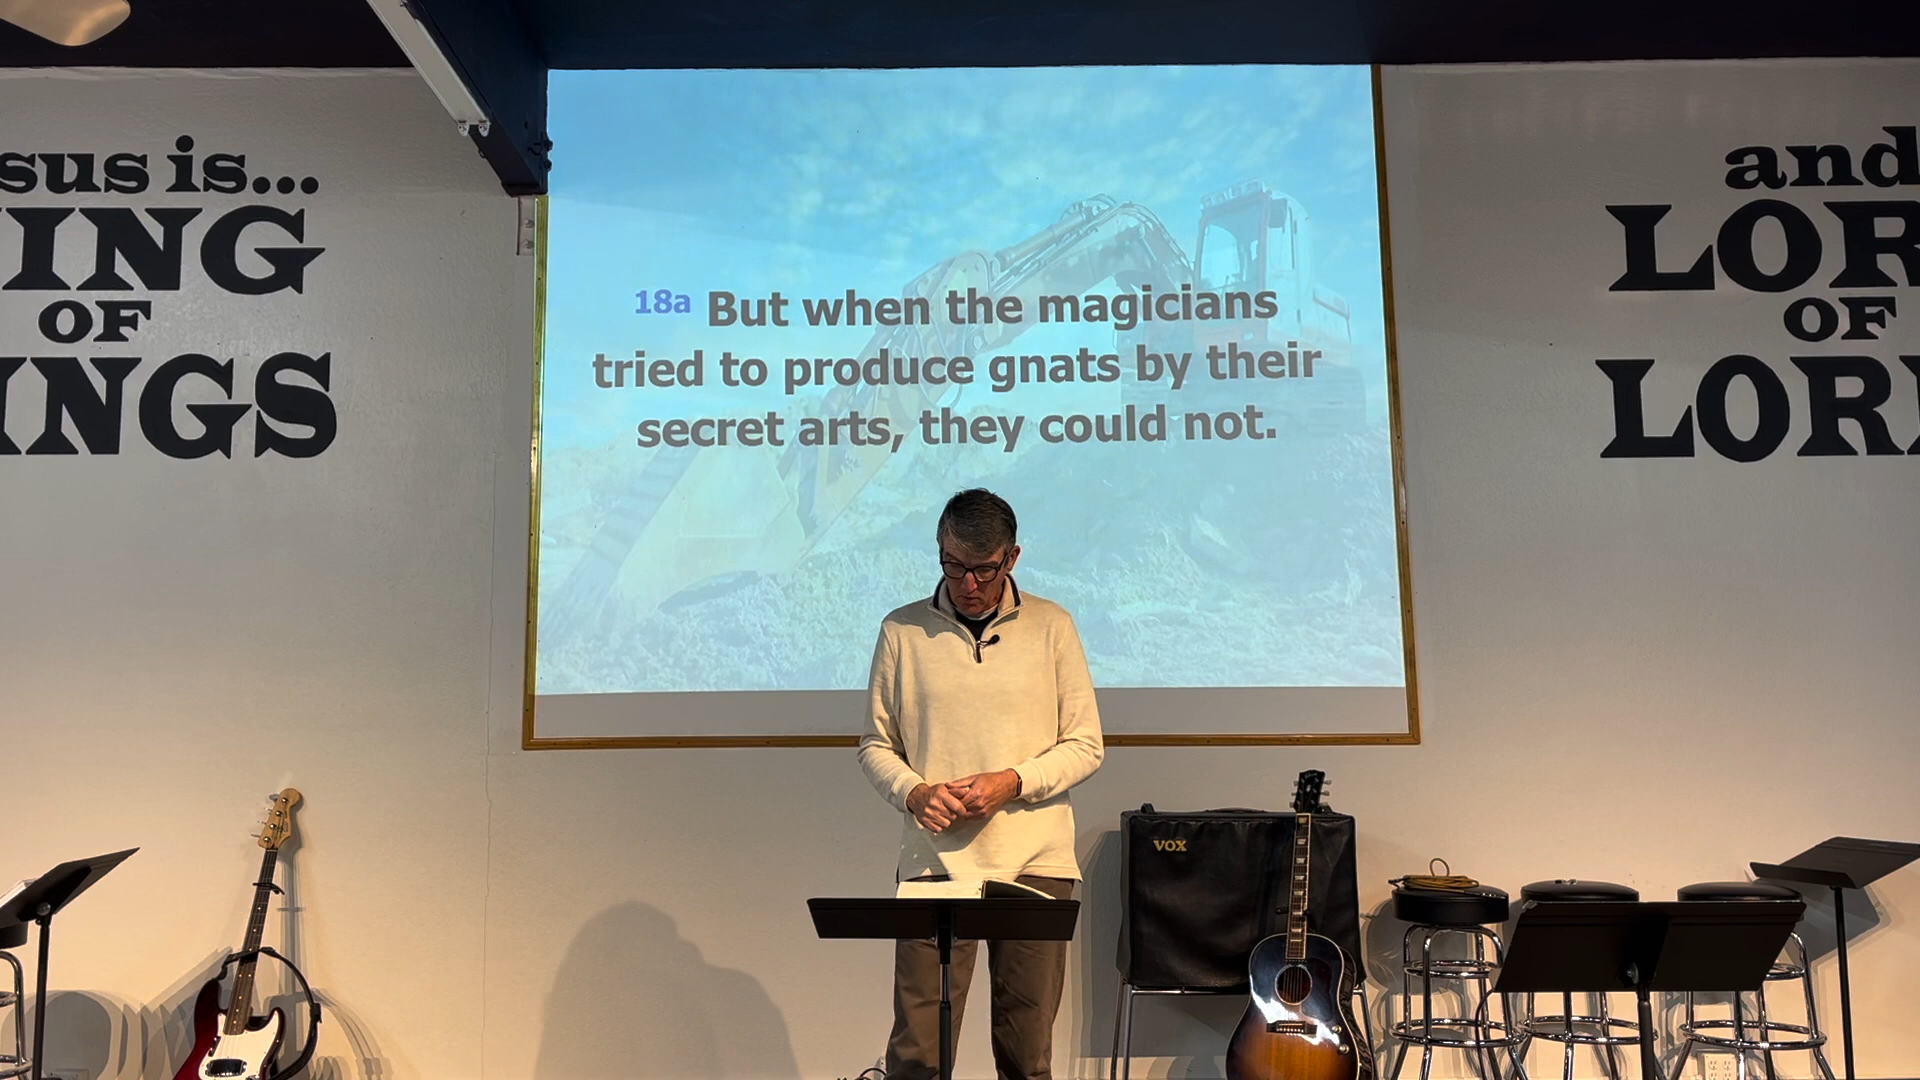 sus is...
ING
OF
INGS
18a But when the magicians
tried to produce gnats by their
secret arts, they could not.
and
LOR
OF
LOR
VOX